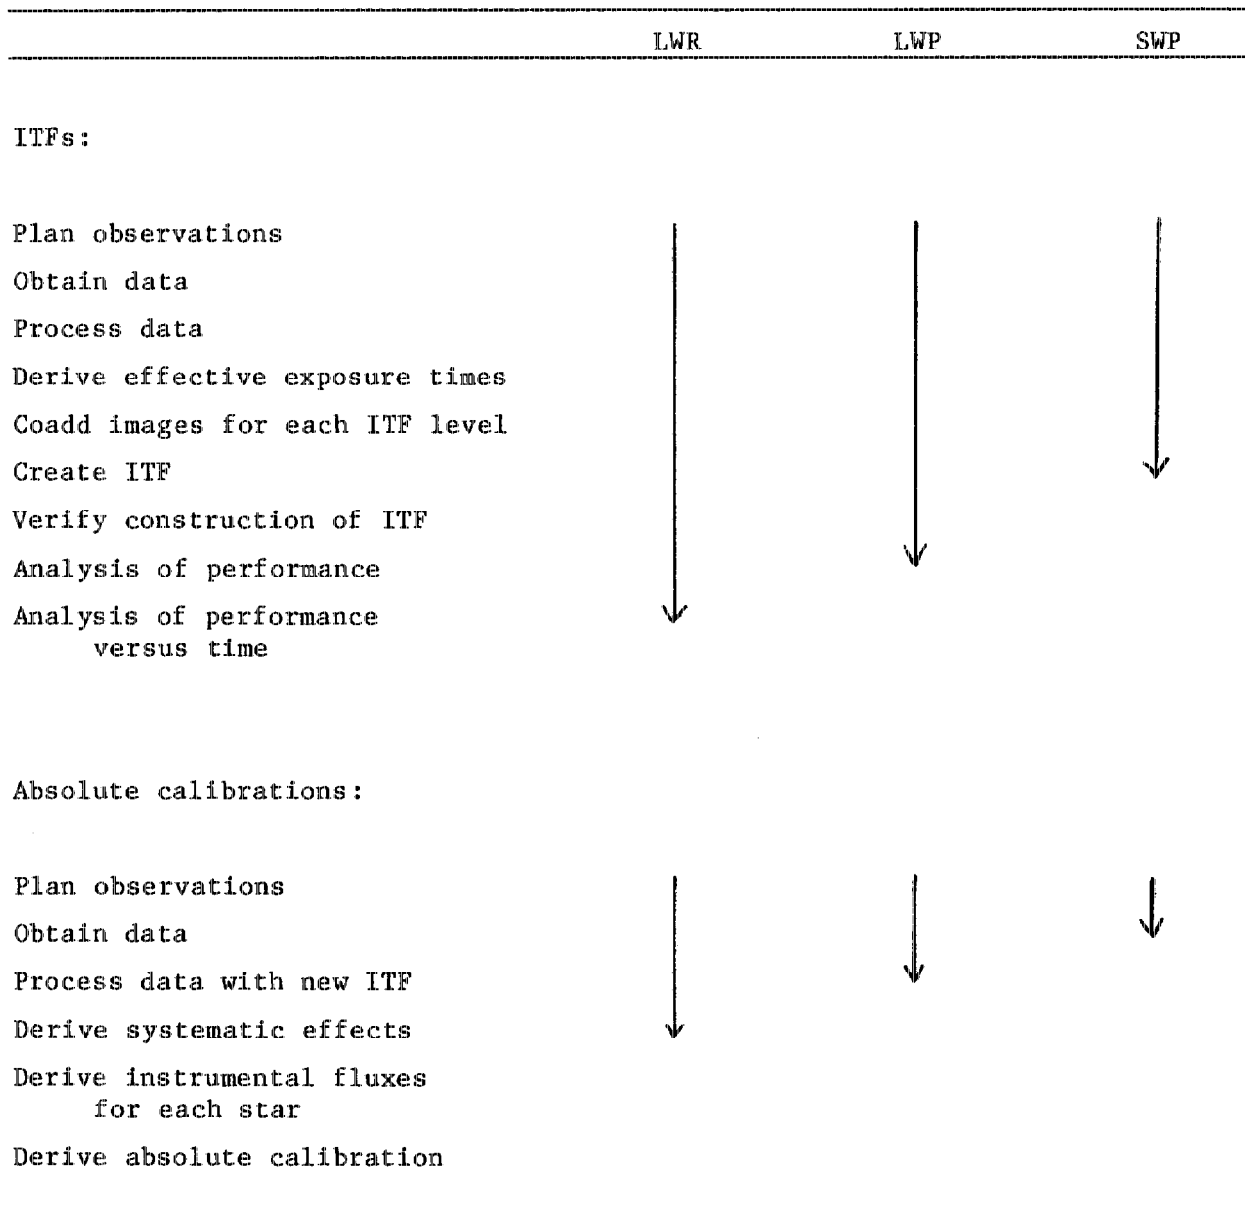 LWR LWP SWP
ITFs:
Plan observations
Obtain data
Process data
Derive effective exposure times
Coadd images for each ITF level
Create ITF
Verify construction of ITF
Analysis of performance
Analysis of performance
versus time
Absolute calibrations:
Plan observations
Obtain data
Process data with new ITF
Derive systematic effects
Derive instrumental fluxes
for each star
Derive absolute calibration